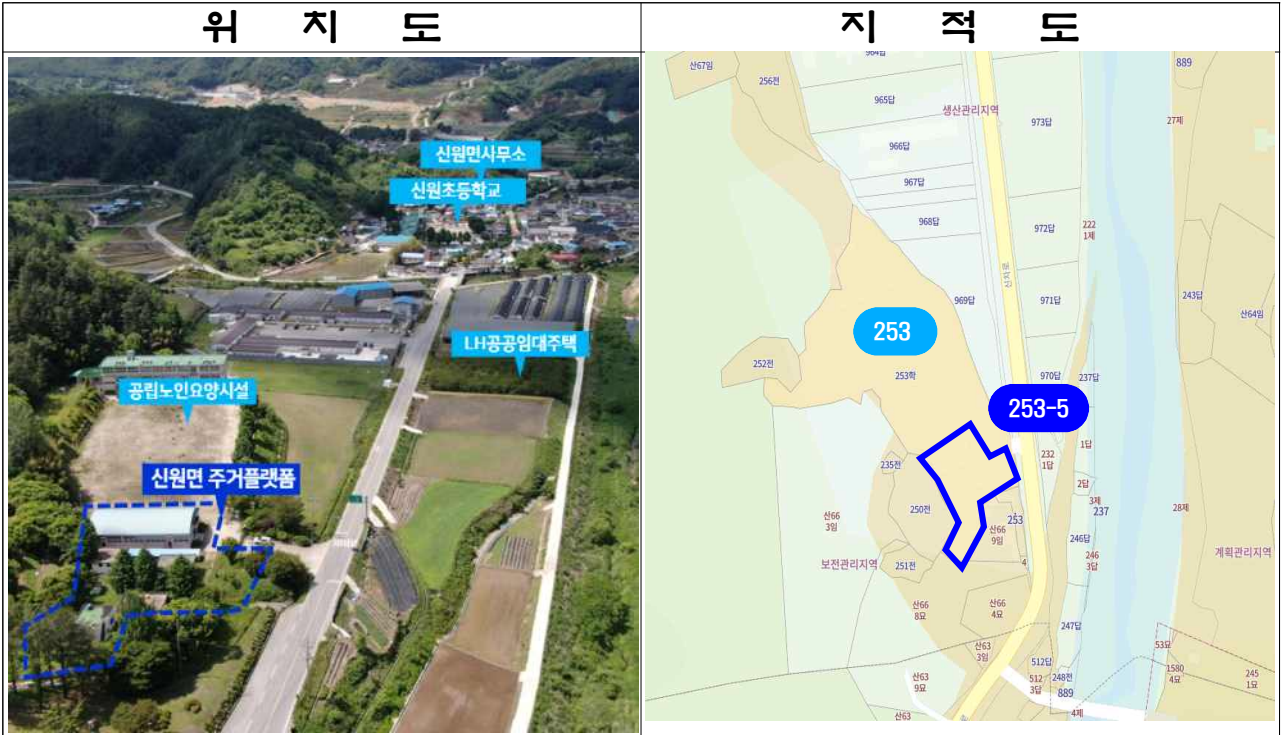 위 치 도
지 적 도
신원면사무소
신원초등학교
LH공공임대주택
공립노인요양시설
신원면 주거플랫폼
964답
889
산67임
256전
965답
생산관리지역
973답
27제
966답
967답
968답
972답
222
1제
신차로
969답
971답
243답
산64임
253
252전
253학
970답
237답
253-5
1답
232
1답
235전
2답
3제
237
250전
253
28제
산66
3임
산66
9임
246답
246
3답
계획관리지역
보전관리지역
251전
4
산66
8묘
산66
4묘
247답
53묘
산63
3임
512답
512
3답
248전
889
1580
4묘
245
1묘
산63
9묘
4제
산63